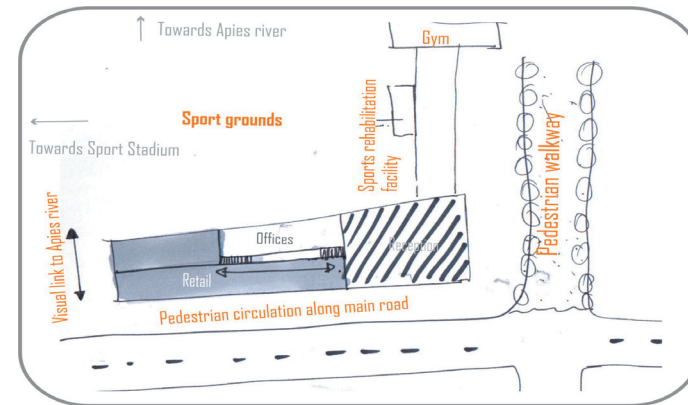 Towards Apies river
Gym
Sport grounds
Towards Sport Stadium
Sports rehabilitation
facility
Pedestrian walkway
Visual link to Apies river
Offices
Reception
Retail
Pedestrian circulation along main road